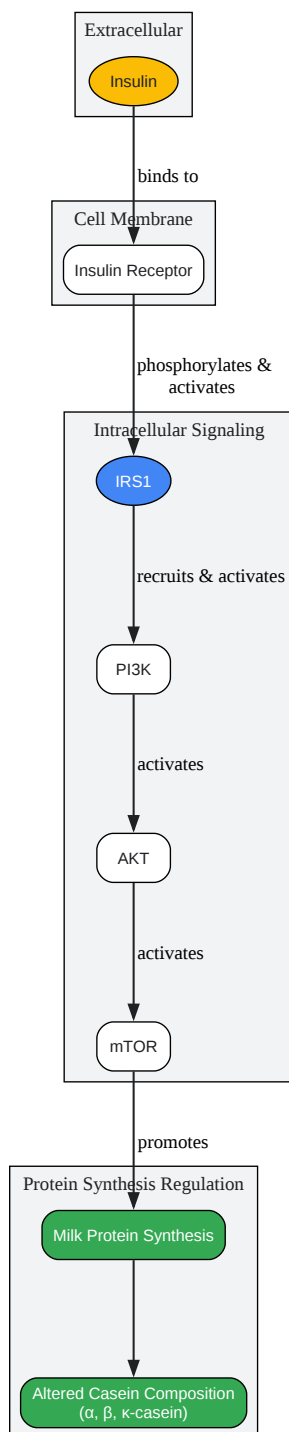 Extracellular
Insulin
binds to
Cell Membrane
Insulin Receptor
phosphorylates &
activates
Intracellular Signaling
IRS1
recruits & activates
PI3K
activates
AKT
activates
mTOR
promotes
Protein Synthesis Regulation
Milk Protein Synthesis
Altered Casein Composition
(α, β, κ-casein)